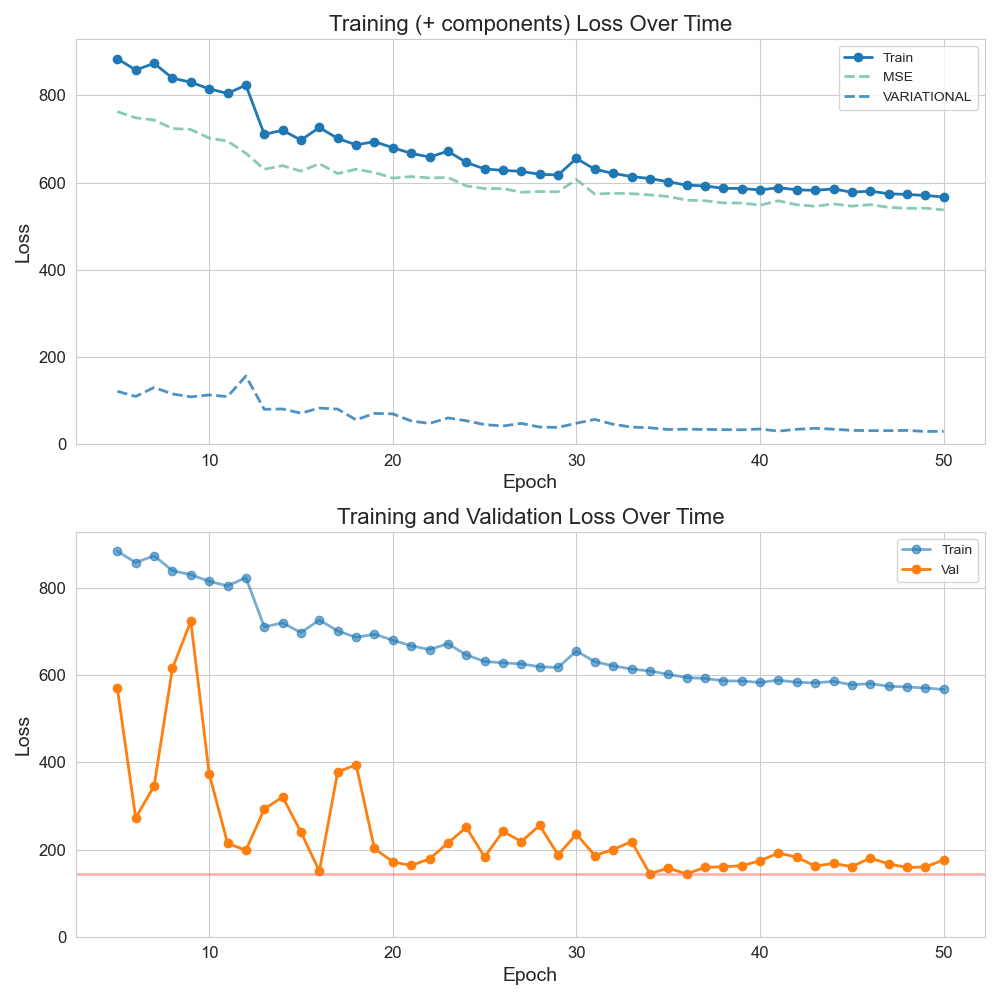 Training (+ components) Loss Over Time
Train
MSE
VARIATIONAL
800
600
400
200
0
Loss
10 20 30 40 50
Epoch
Training and Validation Loss Over Time
Train
Val
800
600
400
200
0
Loss
10 20 30 40 50
Epoch